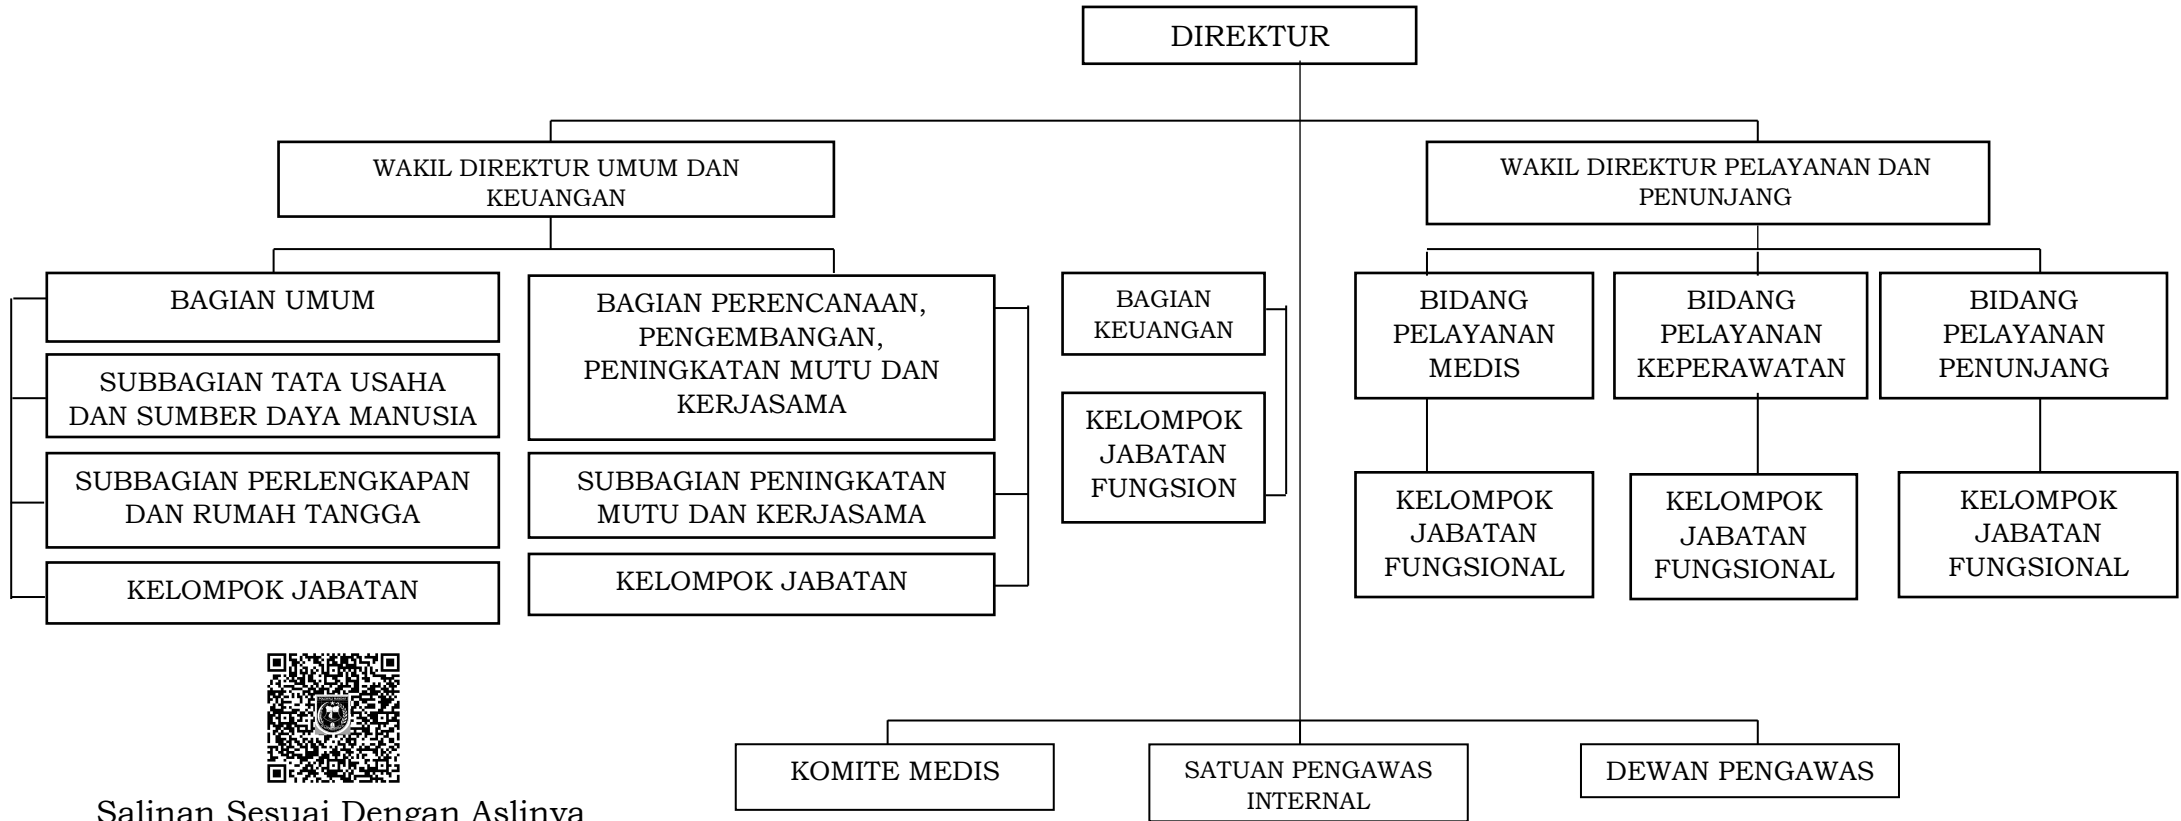 DIREKTUR
WAKIL DIREKTUR UMUM DAN
KEUANGAN
WAKIL DIREKTUR PELAYANAN DAN
PENUNJANG
BAGIAN UMUM
SUBBAGIAN TATA USAHA
DAN SUMBER DAYA MANUSIA
SUBBAGIAN PERLENGKAPAN
DAN RUMAH TANGGA
KELOMPOK JABATAN
BAGIAN PERENCANAAN,
PENGEMBANGAN,
PENINGKATAN MUTU DAN
KERJASAMA
SUBBAGIAN PENINGKATAN
MUTU DAN KERJASAMA
KELOMPOK JABATAN
BAGIAN
KEUANGAN
KELOMPOK
JABATAN
FUNGSION
BIDANG
PELAYANAN
MEDIS
KELOMPOK
JABATAN
FUNGSIONAL
BIDANG
PELAYANAN
KEPERAWATAN
KELOMPOK
JABATAN
FUNGSIONAL
BIDANG
PELAYANAN
PENUNJANG
KELOMPOK
JABATAN
FUNGSIONAL
KOMITE MEDIS
SATUAN PENGAWAS
INTERNAL
DEWAN PENGAWAS
Salinan Sesuai Dengan Aslinya